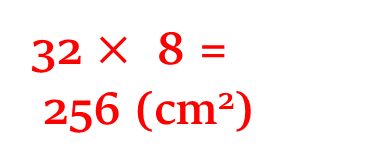 32 × 8 =
256 (cm²)